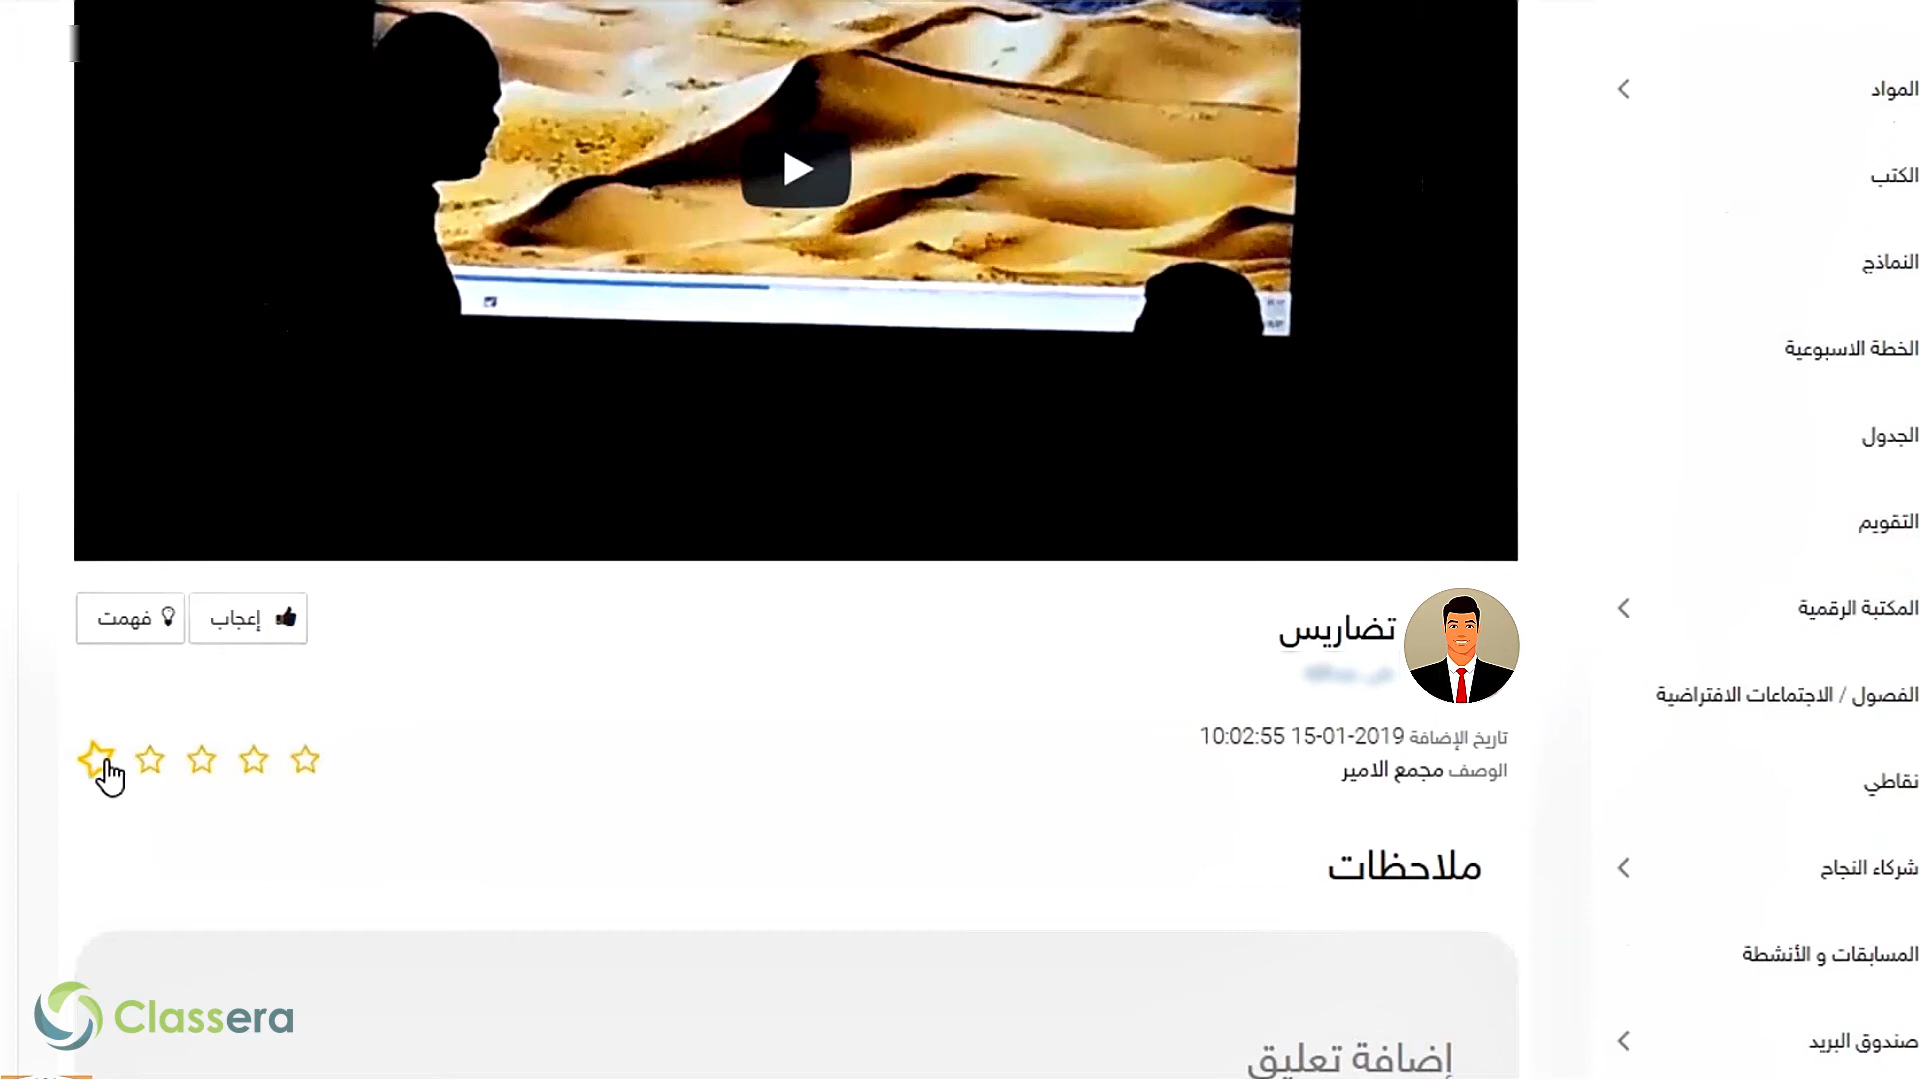 المواد
الكتب
النماذج
الخطة الاسبوعية
الجدول
التقويم
المكتبة الرقمية
الفصول / الاجتماعات الافتراضية
نقاطي
شركاء النجاح
المسابقات و الأنشطة
صندوق البريد
تضاريس
إعجاب
فهمت
تاريخ الإضافة 2019-01-15 10:02:55
الوصف مجمع الامير
ملاحظات
إضافة تعليق
Classera